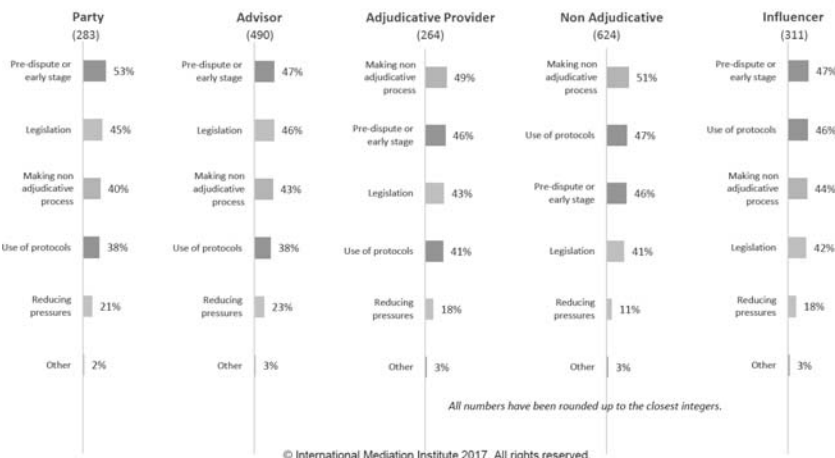 Party
(283)
Pre-dispute or
early stage
53%
Legislation
45%
Making non
adjudicative
process
40%
Use of protocols
38%
Reducing
pressures
21%
Other
2%
Advisor
(490)
Pre-dispute or
early stage
47%
Legislation
46%
Making non
adjudicative
process
43%
Use of protocols
38%
Reducing
pressures
23%
Other
3%
Adjudicative Provider
(264)
Making non
adjudicative
process
49%
Pre-dispute or
early stage
46%
Legislation
43%
Use of protocols
41%
Reducing
pressures
18%
Other
3%
Non Adjudicative
(624)
Making non
adjudicative
process
51%
Use of protocols
47%
Pre-dispute or
early stage
46%
Legislation
41%
Reducing
pressures
11%
Other
3%
Influencer
(311)
Pre-dispute or
early stage
47%
Use of protocols
46%
Making non
adjudicative
process
44%
Legislation
42%
Reducing
pressures
18%
Other
3%
All numbers have been rounded up to the closest integers.
© International Mediation Institute 2017. All rights reserved.